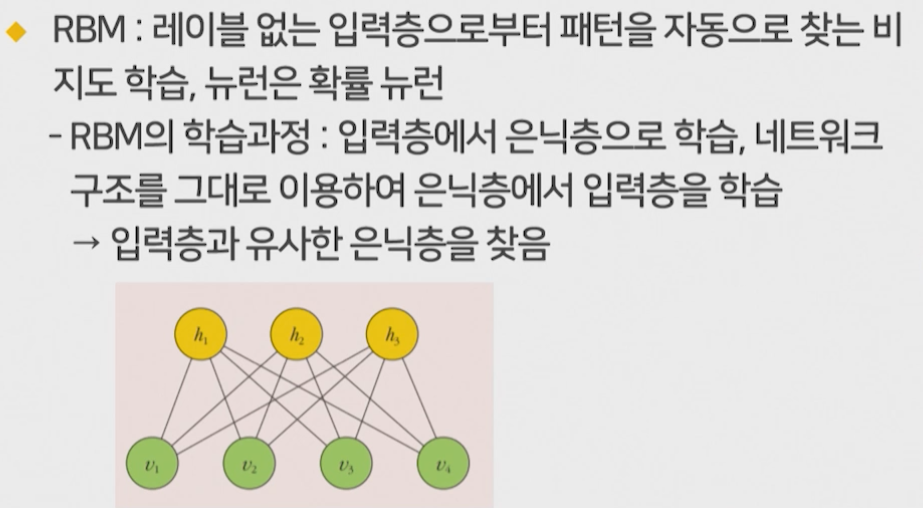 ◆ RBM : 레이블 없는 입력층으로부터 패턴을 자동으로 찾는 비
지도 학습, 뉴런은 확률 뉴런
- RBM의 학습과정 : 입력층에서 은닉층으로 학습, 네트워크
구조를 그대로 이용하여 은닉층에서 입력층을 학습
→ 입력층과 유사한 은닉층을 찾음
h₁ h₂ h₃
v₁ v₂ v₃ v₄